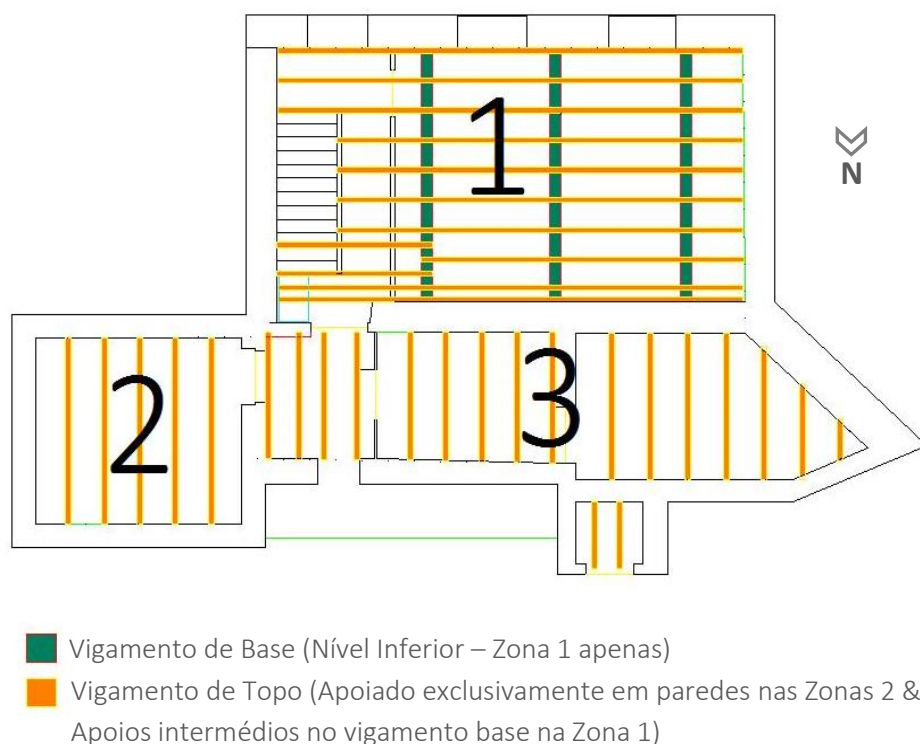 1
N
2
3
Vigamento de Base (Nível Inferior – Zona 1 apenas)
Vigamento de Topo (Apoiado exclusivamente em paredes nas Zonas 2 &
Apoios intermédios no vigamento base na Zona 1)